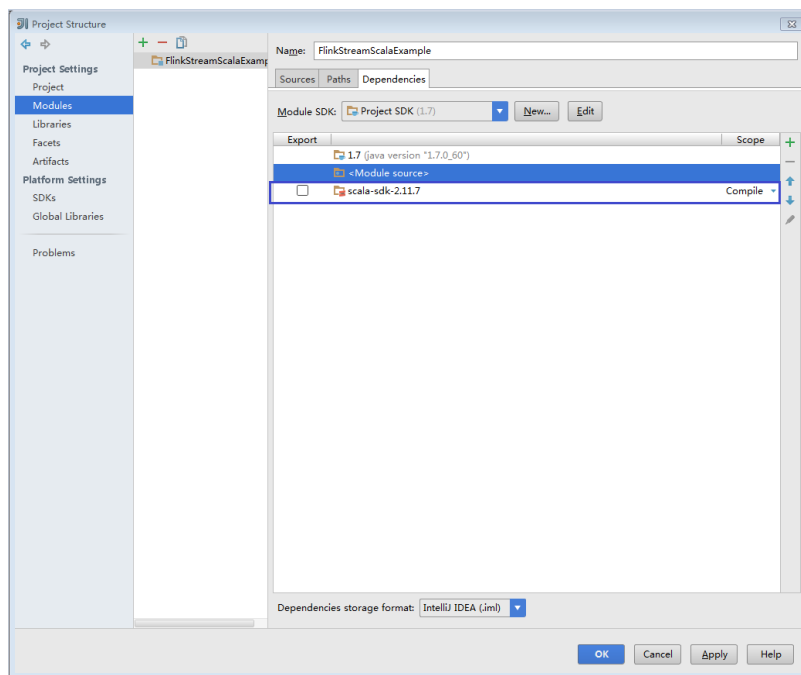 Project Structure
Project Settings
Project
Modules
Libraries
Facets
Artifacts
Platform Settings
SDKs
Global Libraries
Problems
FlinkStreamScalaExamp
Name: FlinkStreamScalaExample
Sources Paths Dependencies
Module SDK: Project SDK (1.7) New... Edit
Export Scope
1.7 (java version "1.7.0_60")
<Module source>
scala-sdk-2.11.7 Compile
Dependencies storage format: IntelliJ IDEA (.iml)
OK Cancel Apply Help